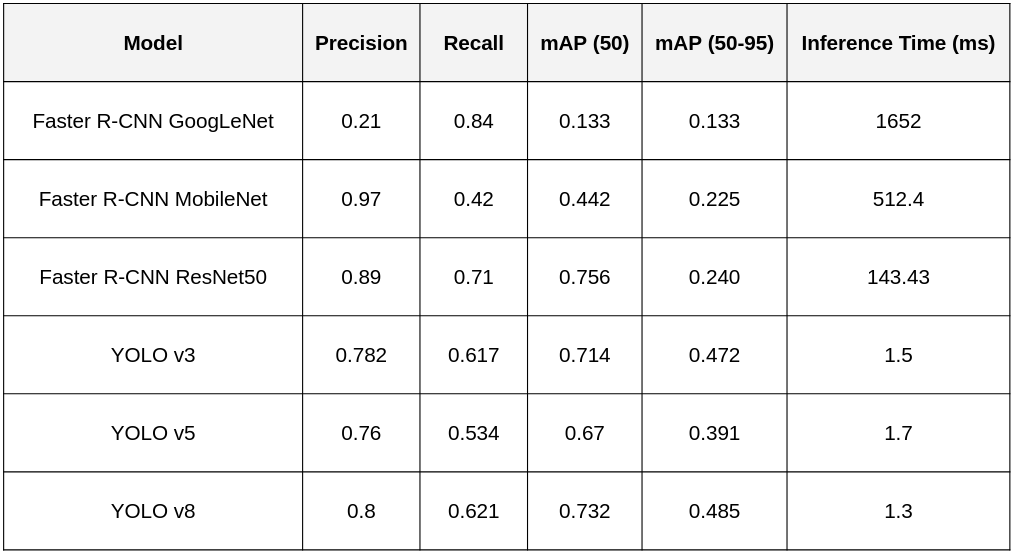 Model Precision Recall mAP (50) mAP (50-95) Inference Time (ms)
Faster R-CNN GoogLeNet 0.21 0.84 0.133 0.133 1652
Faster R-CNN MobileNet 0.97 0.42 0.442 0.225 512.4
Faster R-CNN ResNet50 0.89 0.71 0.756 0.240 143.43
YOLO v3 0.782 0.617 0.714 0.472 1.5
YOLO v5 0.76 0.534 0.67 0.391 1.7
YOLO v8 0.8 0.621 0.732 0.485 1.3